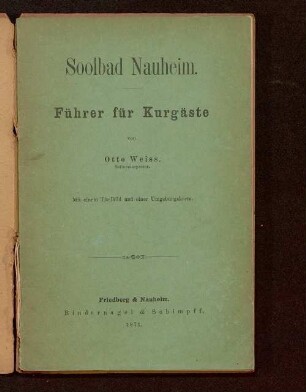 Soolbad Nauheim.
Führer für Kurgäste
von
Otto Weiss.
Mit einem Titelbild und einer Umgebungskarte.
Friedberg & Nauheim.
Bindernagel & Schimpff.
1871.